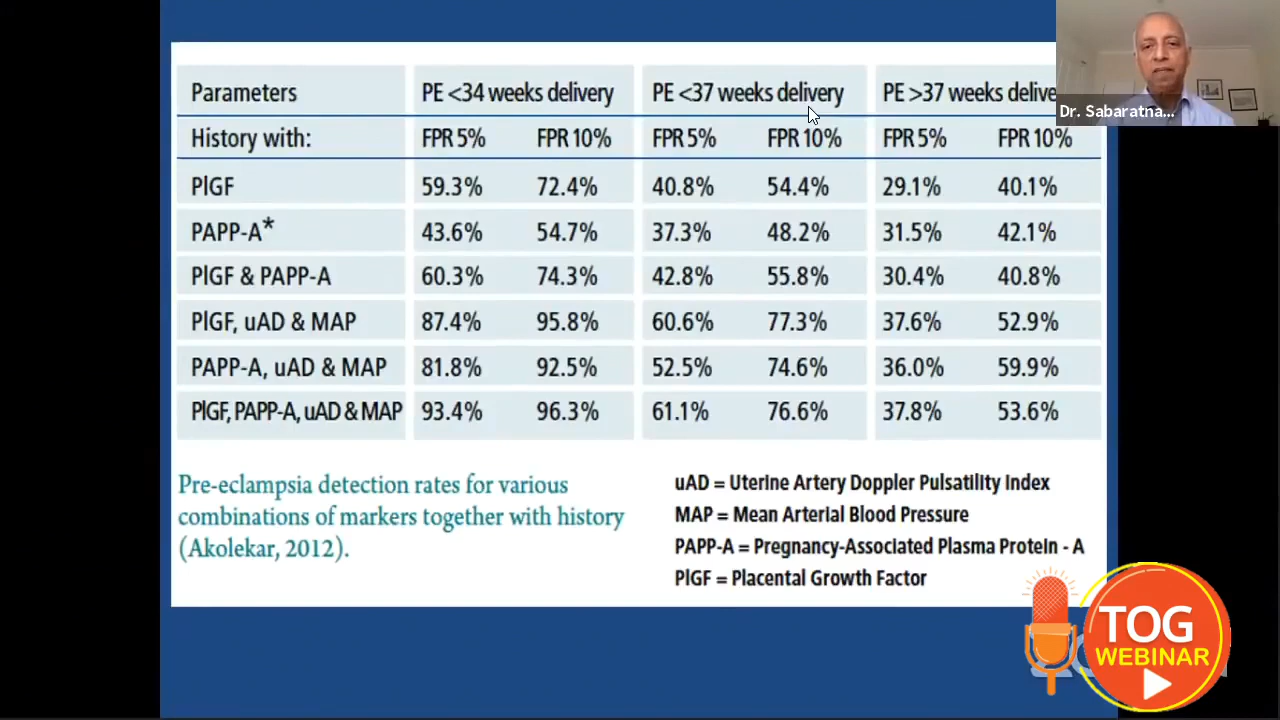 Parameters PE <34 weeks delivery PE <37 weeks delivery PE >37 weeks delive
History with: FPR 5% FPR 10% FPR 5% FPR 10% FPR 5% FPR 10%
PlGF 59.3% 72.4% 40.8% 54.4% 29.1% 40.1%
PAPP-A* 43.6% 54.7% 37.3% 48.2% 31.5% 42.1%
PlGF & PAPP-A 60.3% 74.3% 42.8% 55.8% 30.4% 40.8%
PlGF, uAD & MAP 87.4% 95.8% 60.6% 77.3% 37.6% 52.9%
PAPP-A, uAD & MAP 81.8% 92.5% 52.5% 74.6% 36.0% 59.9%
PlGF, PAPP-A, uAD & MAP 93.4% 96.3% 61.1% 76.6% 37.8% 53.6%
Pre-eclampsia detection rates for various
combinations of markers together with history
(Akolekar, 2012).
uAD = Uterine Artery Doppler Pulsatility Index
MAP = Mean Arterial Blood Pressure
PAPP-A = Pregnancy-Associated Plasma Protein - A
PlGF = Placental Growth Factor
Dr. Sabaratna...
TOG
WEBINAR